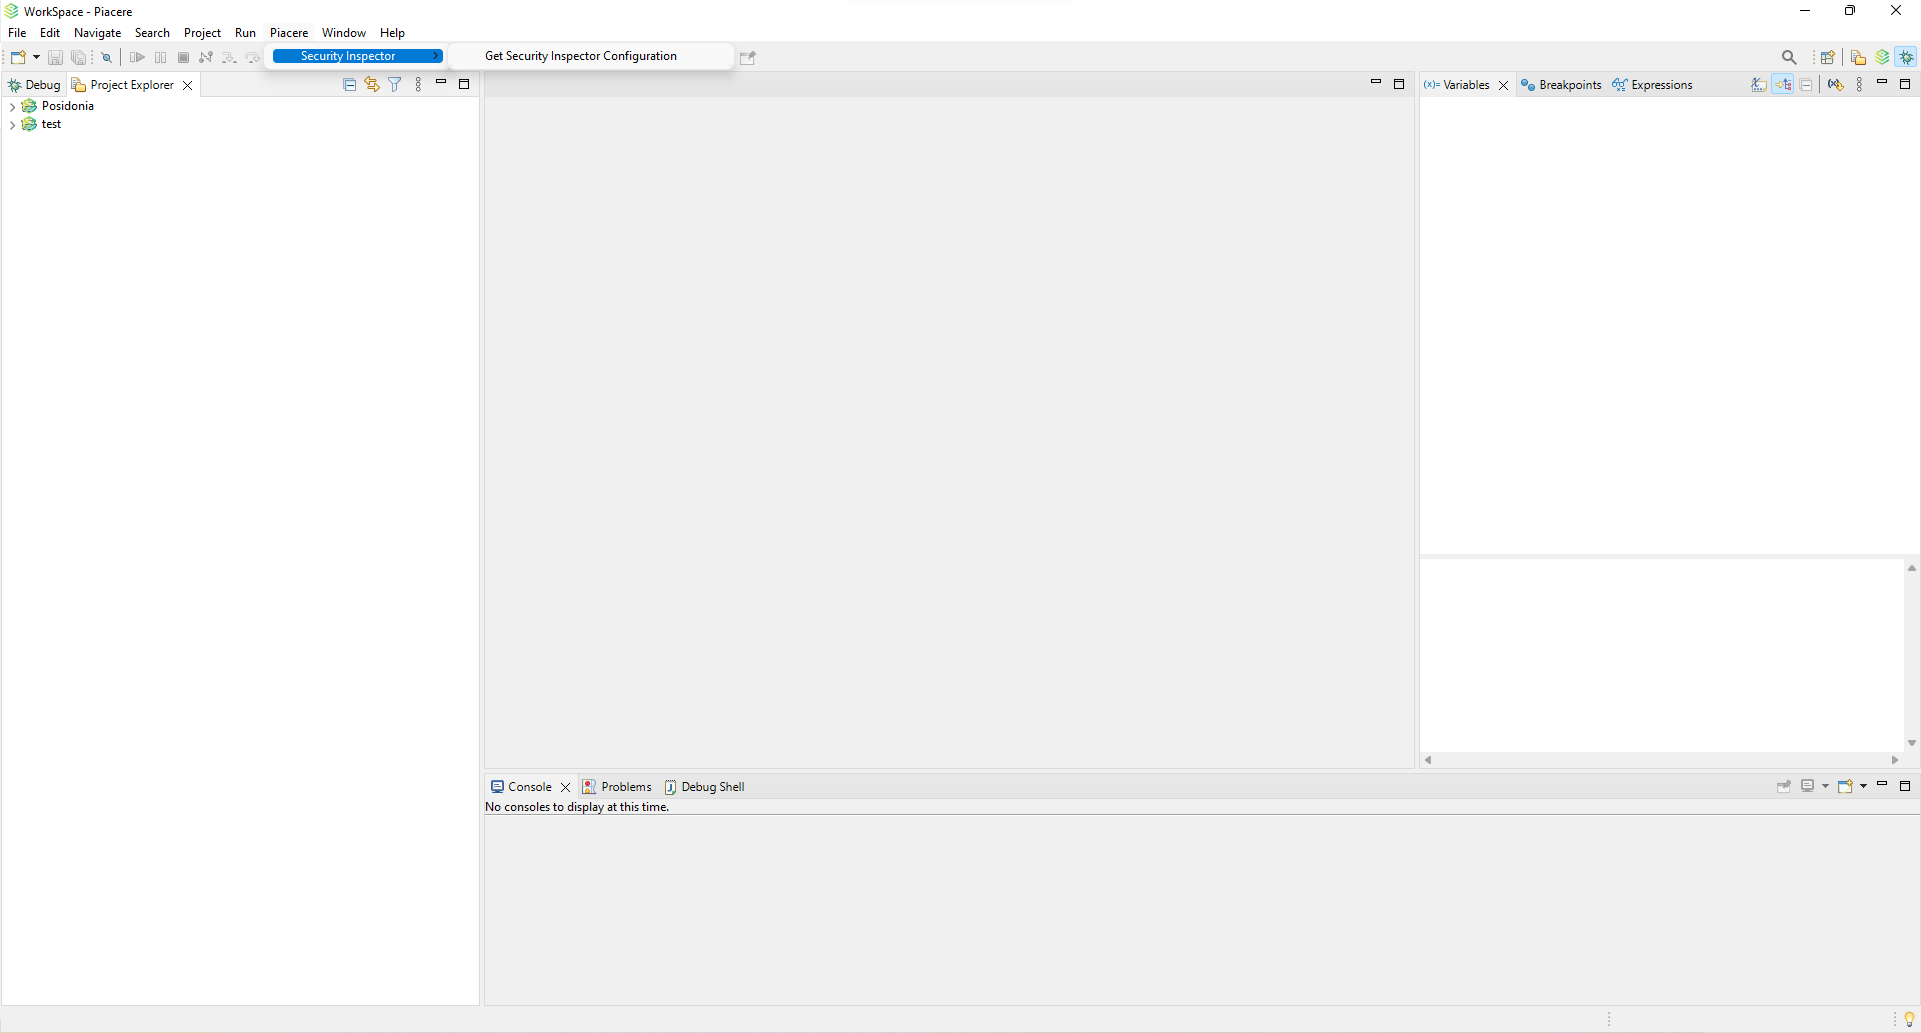 WorkSpace - Piacere
File Edit Navigate Search Project Run Piacere Window Help
Security Inspector
Get Security Inspector Configuration
Debug Project Explorer
(x)= Variables Breakpoints Expressions
Posidonia
test
Console Problems Debug Shell
No consoles to display at this time.